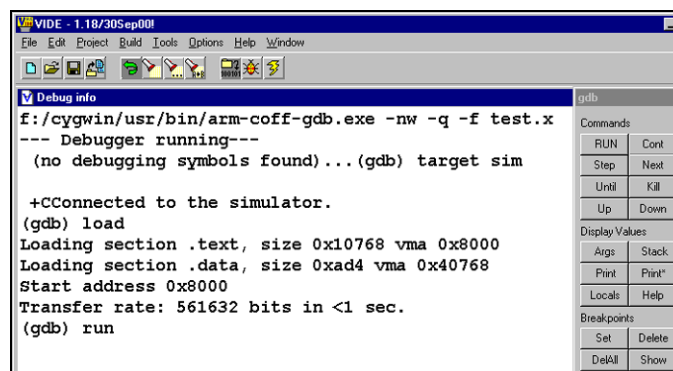 VIDE - 1.18/30Sep00!
File Edit Project Build Tools Options Help Window
Debug info
f:/cygwin/usr/bin/arm-coff-gdb.exe -nw -q -f test.x
--- Debugger running---
(no debugging symbols found)...(gdb) target sim
+CConnected to the simulator.
(gdb) load
Loading section .text, size 0x10768 vma 0x8000
Loading section .data, size 0xad4 vma 0x40768
Start address 0x8000
Transfer rate: 561632 bits in <1 sec.
(gdb) run
gdb
Commands
RUN Cont
Step Next
Until Kill
Up Down
Display Values
Args Stack
Print Print*
Locals Help
Breakpoints
Set Delete
DelAll Show